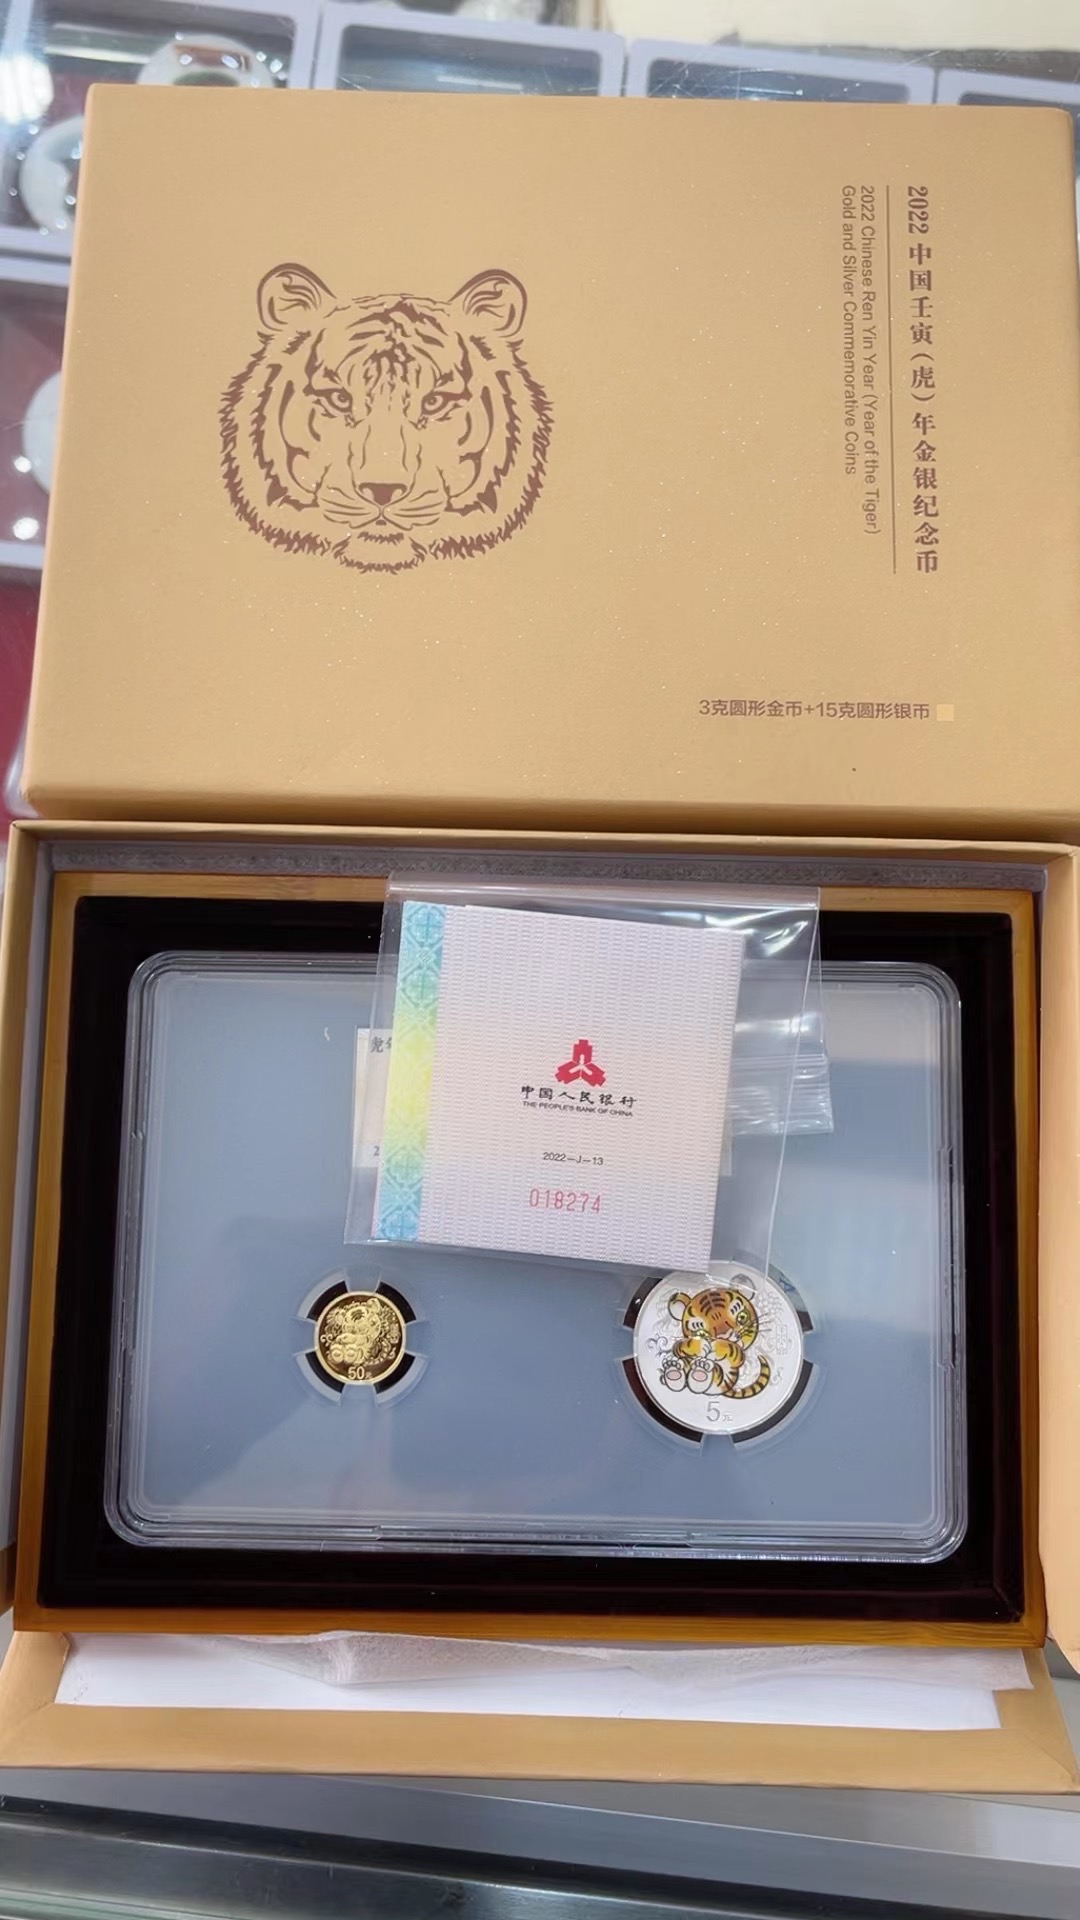 2022 中国壬寅（虎）年金银纪念币
2022 Chinese Ren Yin Year (Year of the Tiger)
Gold and Silver Commemorative Coins
3克圆形金币+15克圆形银币
中国人民银行
THE PEOPLE'S BANK OF CHINA
2022-J-13
018274
虎
50元
5元